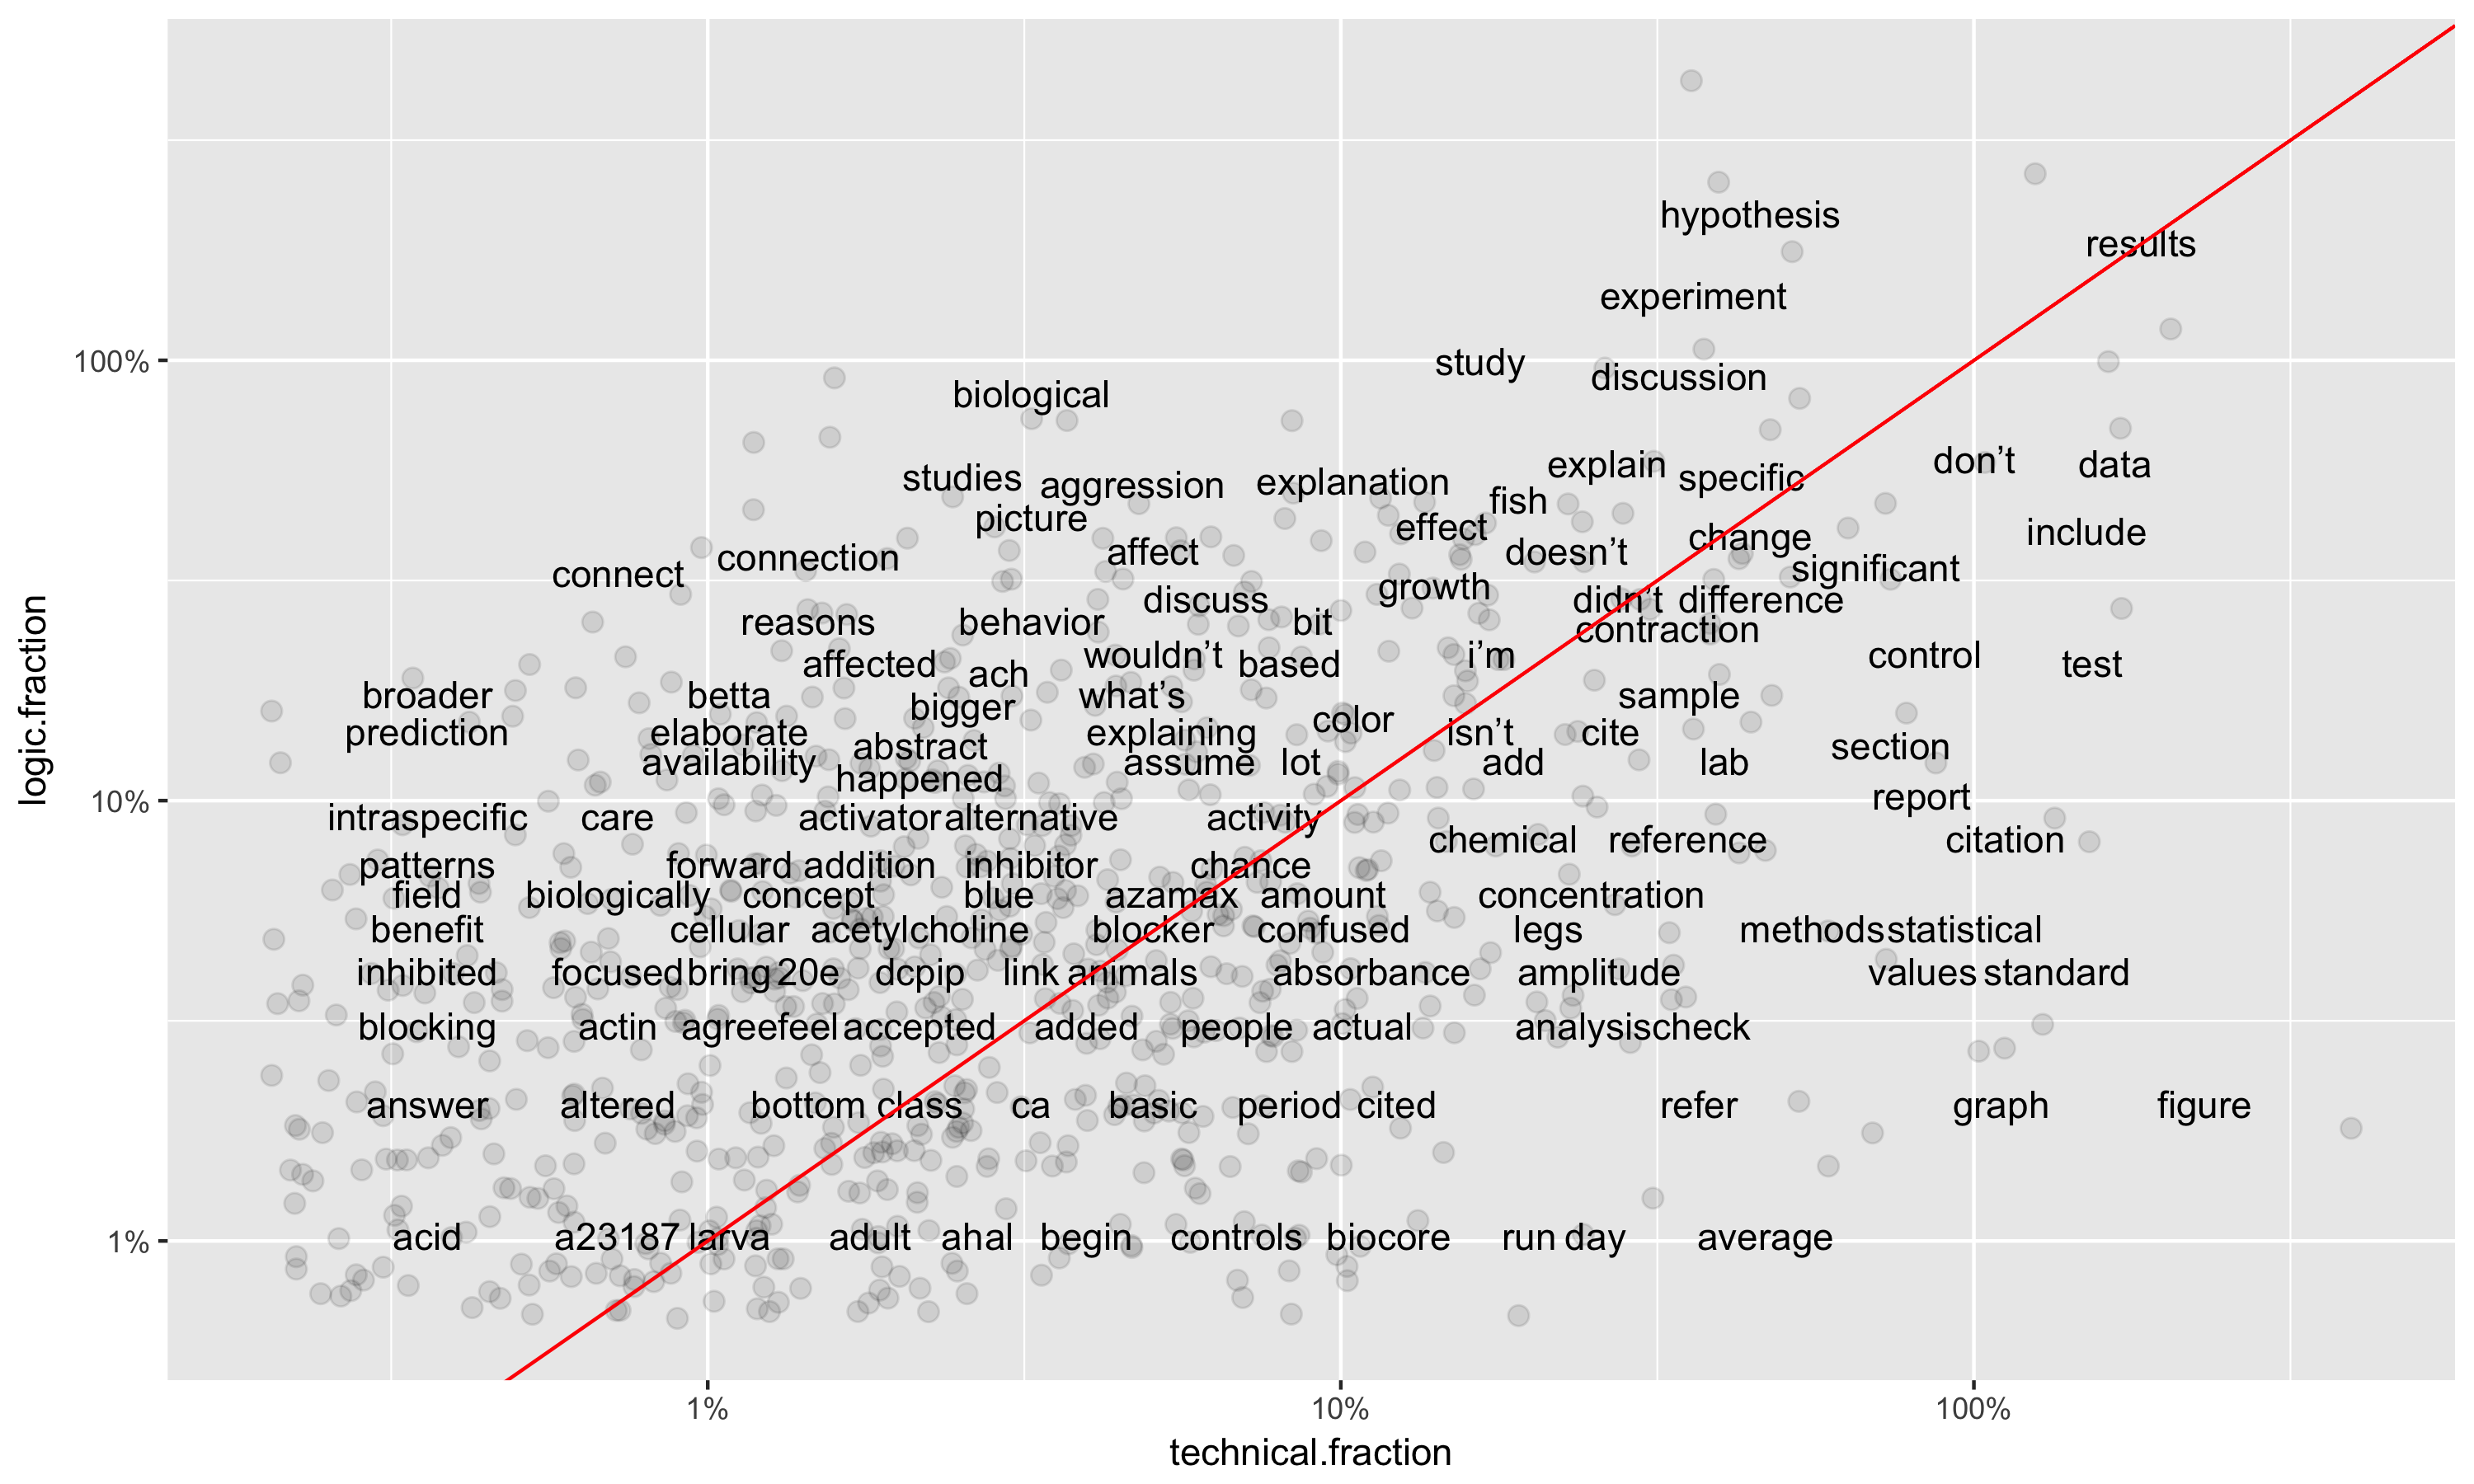 hypothesis
results
experiment
100% study
discussion
biological
explain specific don’t data
studies aggression explanation fish
picture effect include
connection affect doesn’t change
connect significant
growth
logic.fraction
discuss didn’t difference
reasons behavior bit contraction
affected ach wouldn’t based i’m control test
broader betta bigger what’s sample
prediction elaborate abstract explaining color isn’t cite section
availability assume lot add lab
happened
10% report
intraspecific care activator alternative activity
chemical reference citation
patterns forward addition inhibitor chance
field biologically concept blue azamax amount concentration
benefit cellular acetylcholine blocker confused legs methods statistical
inhibited focused bring 20e dcpip link animals absorbance amplitude values standard
blocking actin agree feel accepted added people actual analysis check
answer altered bottom class ca basic period cited refer graph figure
1% acid a23187 larva adult ahal begin controls biocore run day average
1% 10% 100%
technical.fraction